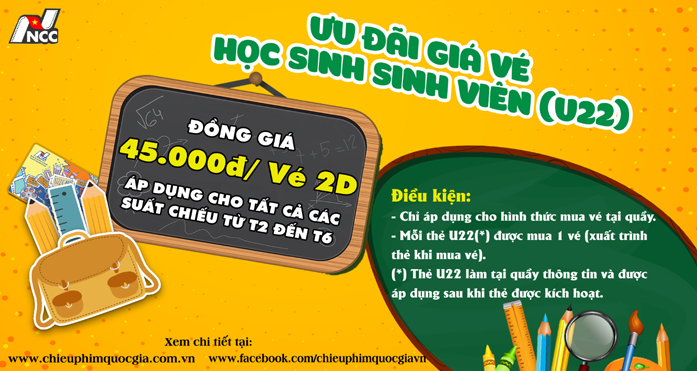 NCC
ƯU ĐÃI GIÁ VÉ
HỌC SINH SINH VIÊN (U22)
√64
t+5=12
ĐỒNG GIÁ
45.000đ/ Vé 2D
ÁP DỤNG CHO TẤT CẢ CÁC
SUẤT CHIẾU TỪ T2 ĐẾN T6
Điều kiện:
- Chỉ áp dụng cho hình thức mua vé tại quầy.
- Mỗi thẻ U22(*) được mua 1 vé (xuất trình
thẻ khi mua vé).
(*) Thẻ U22 làm tại quầy thông tin và được
áp dụng sau khi thẻ được kích hoạt.
Xem chi tiết tại:
www.chieuphimquocgia.com.vn www.facebook.com/chieuphimquocgiavn